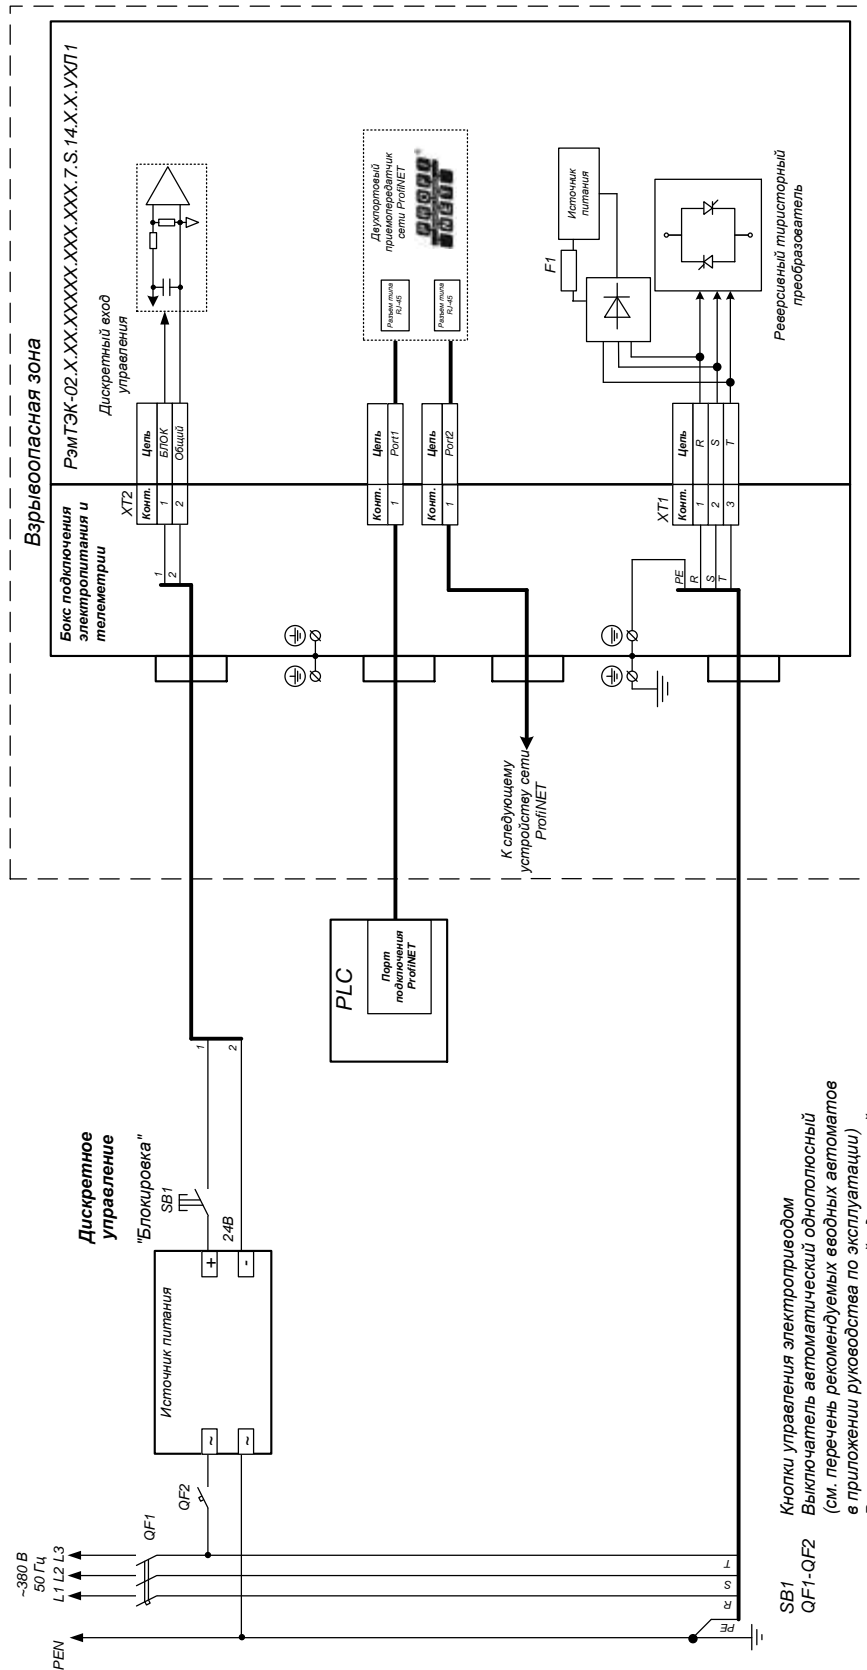 Взрывоопасная зона
РэмТЭК-02.X.XX.XXXXX.XXX.XXX.7.S.14.X.X.УХЛ1
Бокс подключения
электропитания и
телеметрии
Дискретный вход
управления
XT2
Конт.
Цепь
1
БЛОК
2
Общий
1
2
Двухпортовый
приемопередатчик
сети ProfiNET
Разъем типа
RJ-45
Разъем типа
RJ-45
Конт.
Цепь
1
Port1
Конт.
Цепь
1
Port2
Источник
питания
F1
Реверсивный тиристорный
преобразователь
XT1
Конт.
Цепь
1
R
2
S
3
T
PE
R
S
T
К следующему
устройству сети
ProfiNET
PLC
Порт
подключения
ProfiNET
Дискретное
управление
"Блокировка"
SB1
24В
1
2
Источник питания
+
-
~
~
QF2
QF1
~380 В
50 Гц
L1 L2 L3
PEN
PE
R
S
T
SB1 Кнопки управления электроприводом
QF1-QF2 Выключатель автоматический однополюсный
(см. перечень рекомендуемых вводных автоматов
в приложении руководства по эксплуатации)